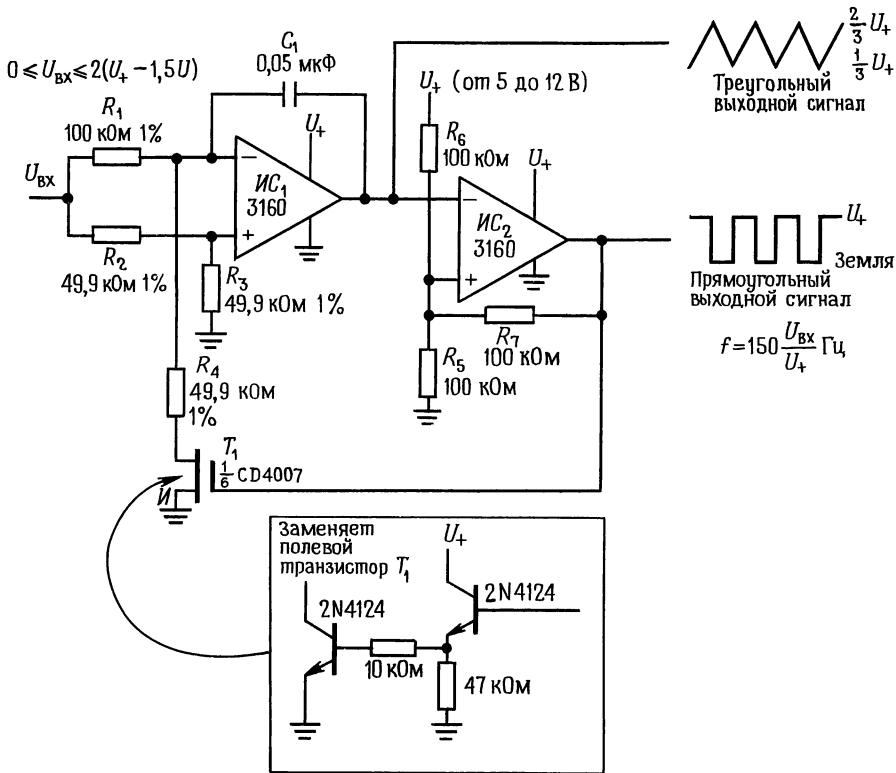 0 ≤ Uвх ≤ 2(U₊ − 1,5U)
C₁
0,05 мкФ
R₁
100 кОм 1%
Uвх
R₂
49,9 кОм 1%
−
+
ИС₁
3160
U₊
R₃
49,9 кОм 1%
R₄
49,9 кОм
1%
T₁
1/6 CD4007
И
U₊ (от 5 до 12 В)
R₆
100 кОм
U₊
−
+
ИС₂
3160
R₇
100 кОм
R₅
100 кОм
2/3 U₊
1/3 U₊
Треугольный
выходной сигнал
U₊
Земля
Прямоугольный
выходной сигнал
f = 150 Uвх/U₊ Гц
Заменяет
полевой
транзистор T₁
U₊
2N4124
2N4124
10 кОм
47 кОм